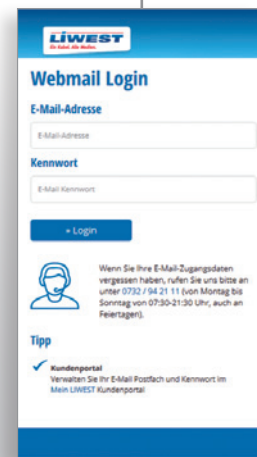 LIWEST
Ihr Kabel. Alle Medien.
Webmail Login
E-Mail-Adresse
E-Mail-Adresse
Kennwort
E-Mail Kennwort
» Login
Wenn Sie Ihre E-Mail-Zugangsdaten
vergessen haben, rufen Sie uns bitte an
unter 0732 / 94 21 11 (von Montag bis
Sonntag von 07:30-21:30 Uhr, auch an
Feiertagen).
Tipp
Kundenportal
Verwalten Sie Ihr E-Mail Postfach und Kennwort im
Mein LIWEST Kundenportal